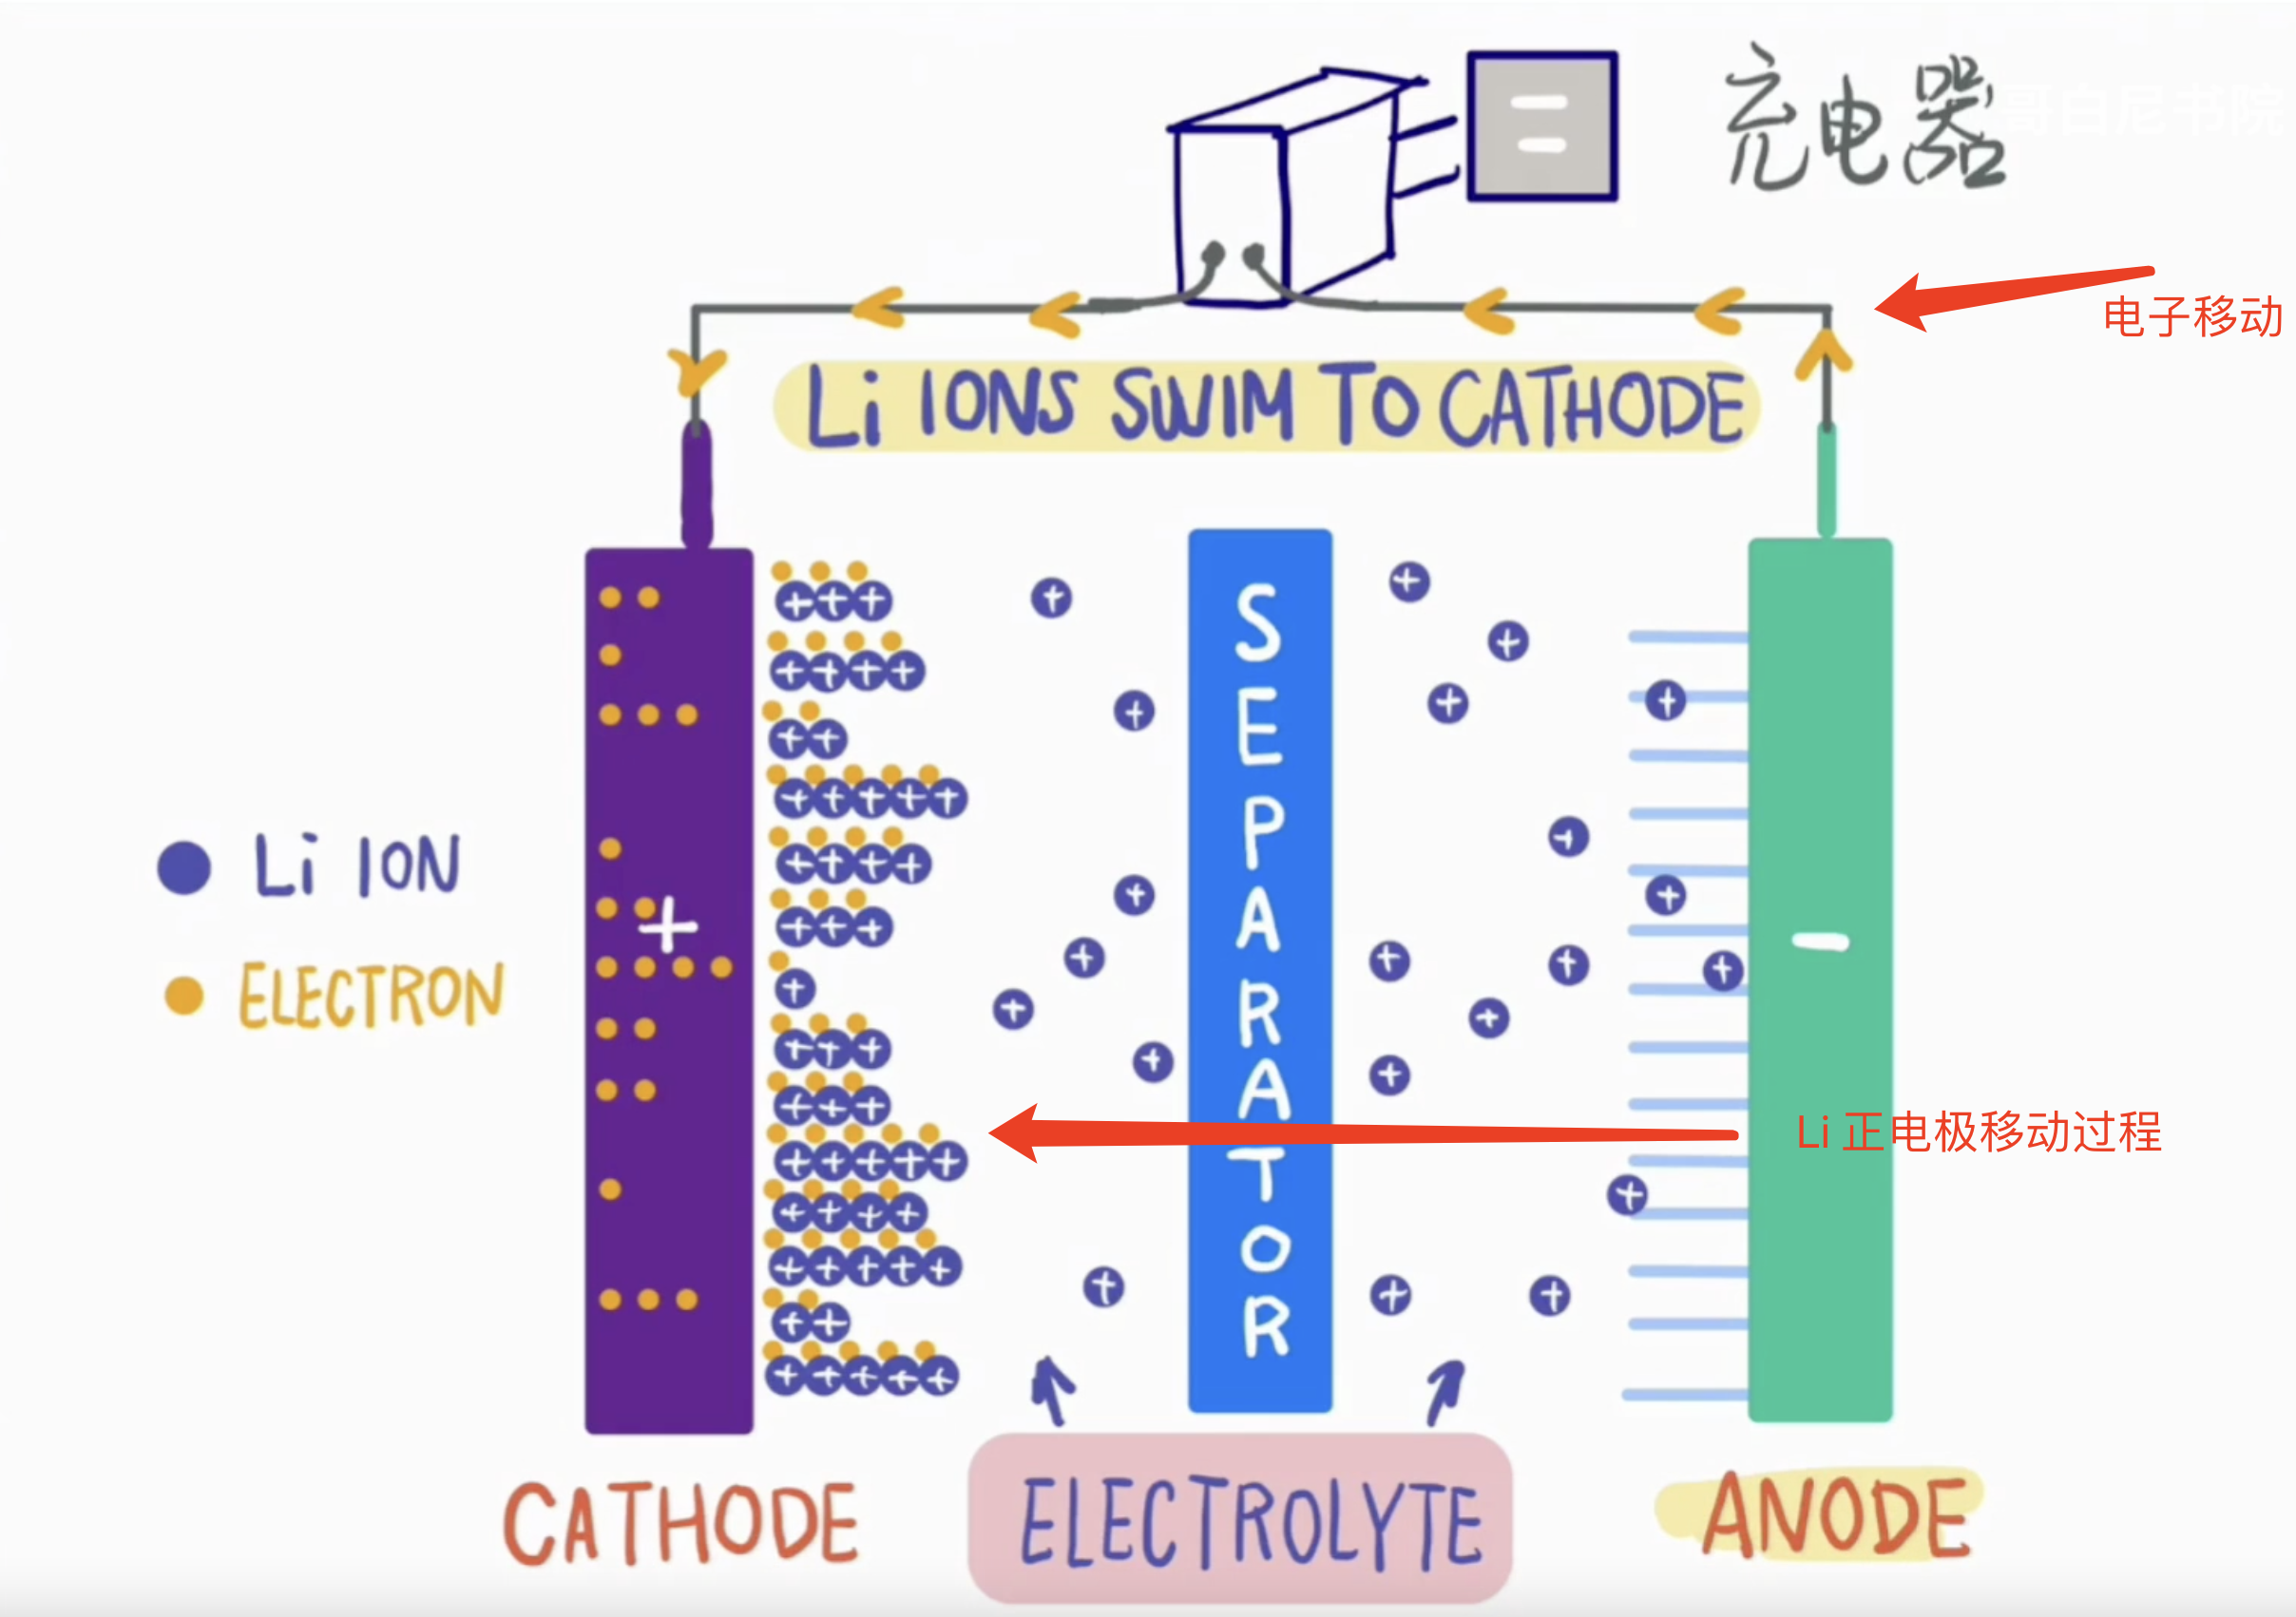 充电器
哥白尼书院
电子移动
Li IONS SWIM TO CATHODE
SEPARATOR
Li ION
ELECTRON
+
-
Li 正电极移动过程
CATHODE
ELECTROLYTE
ANODE